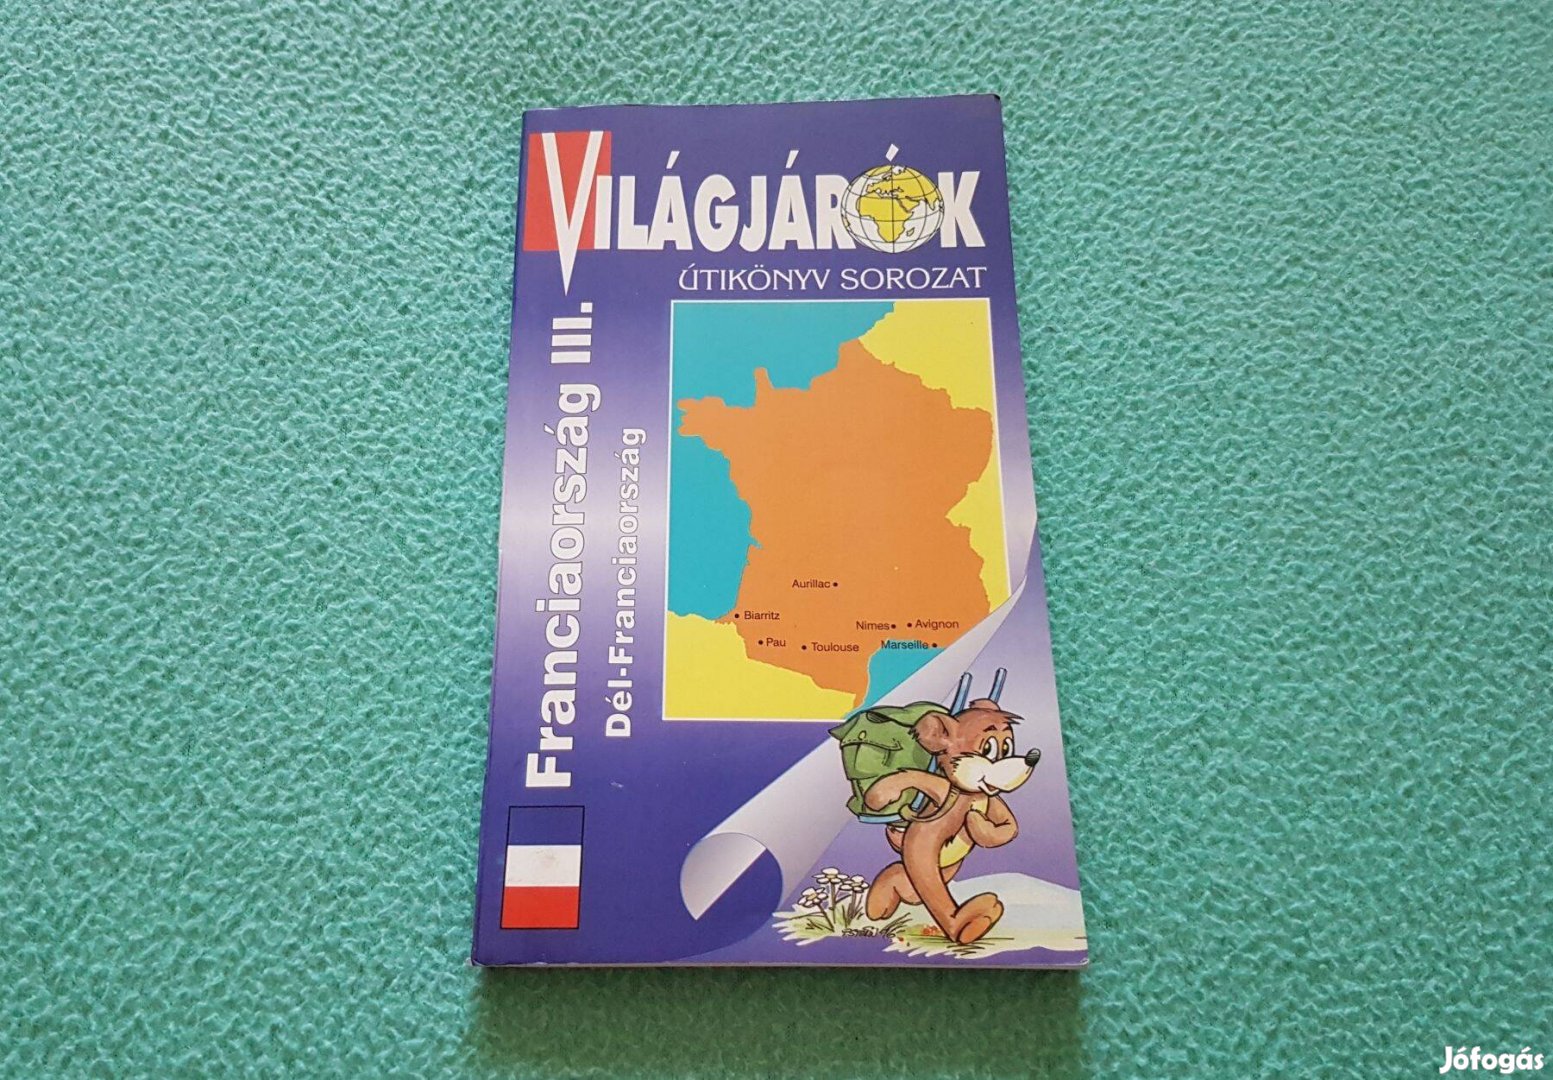 VILÁGJÁRÓK
ÚTIKÖNYV SOROZAT
Franciaország III.
Dél-Franciaország
Aurillac
Biarritz
Nimes
Avignon
Pau
Toulouse
Marseille
Jófogás